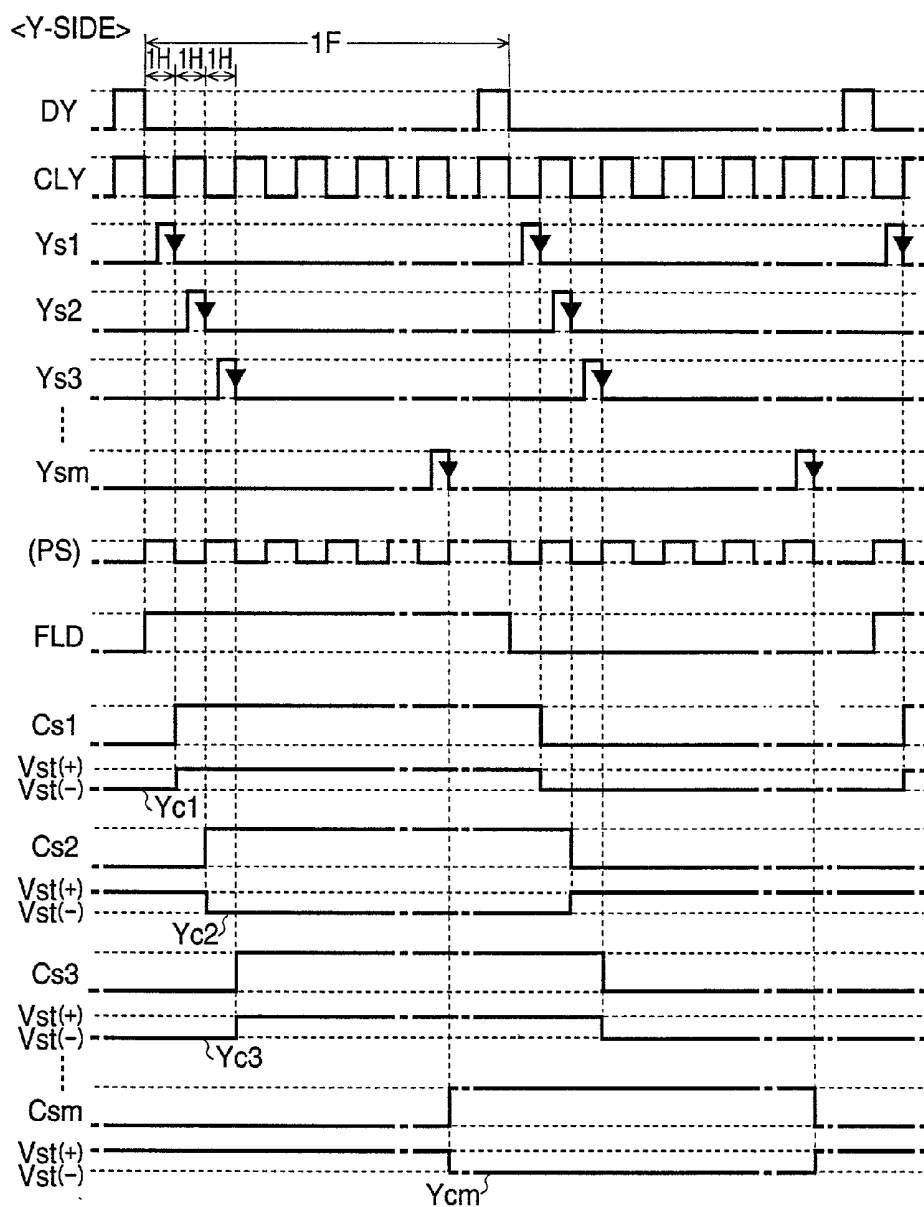 <Y-SIDE>
1F
1H 1H 1H
DY
CLY
Ys1
Ys2
Ys3
Ysm
(PS)
FLD
Cs1
Vst(+)
Vst(-)
Yc1
Cs2
Vst(+)
Vst(-)
Yc2
Cs3
Vst(+)
Vst(-)
Yc3
Csm
Vst(+)
Vst(-)
Ycm